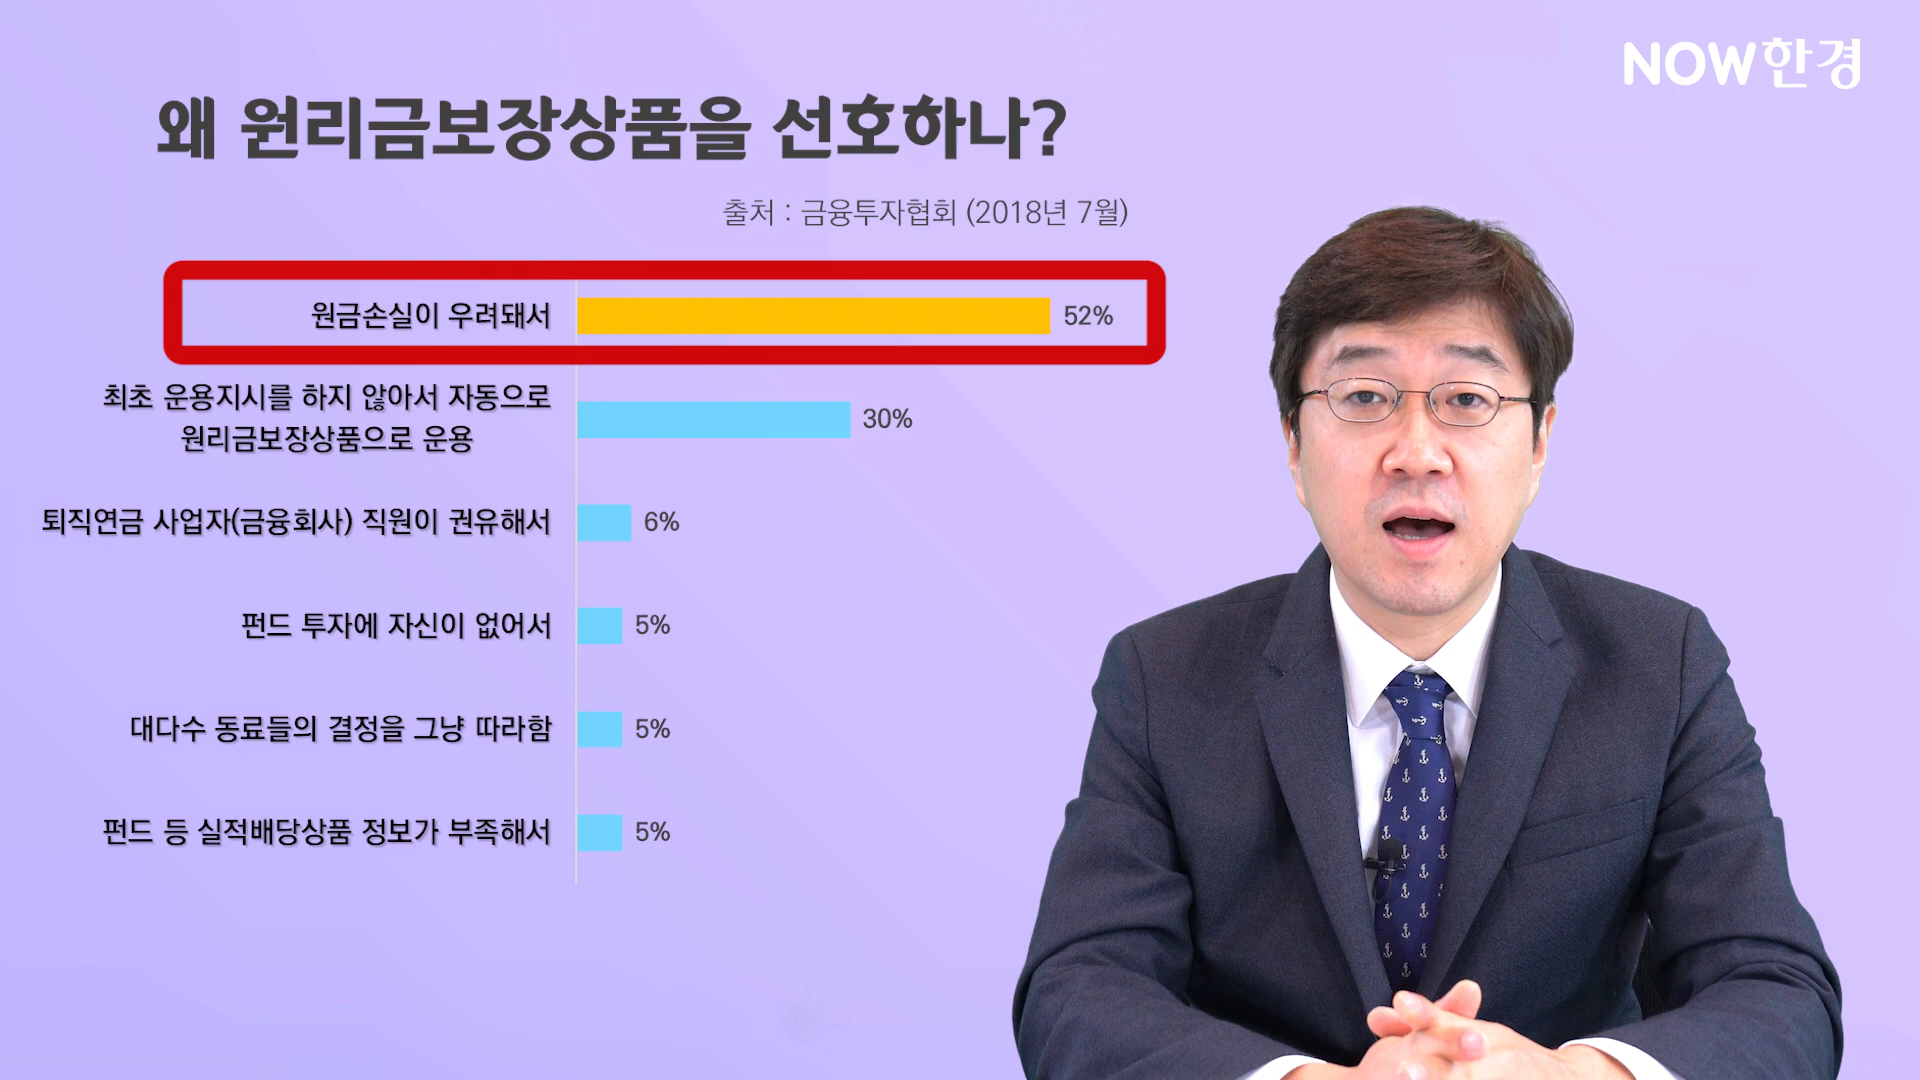 NOW한경
왜 원리금보장상품을 선호하나?
출처 : 금융투자협회 (2018년 7월)
원금손실이 우려돼서 52%
최초 운용지시를 하지 않아서 자동으로
원리금보장상품으로 운용 30%
퇴직연금 사업자(금융회사) 직원이 권유해서 6%
펀드 투자에 자신이 없어서 5%
대다수 동료들의 결정을 그냥 따라함 5%
펀드 등 실적배당상품 정보가 부족해서 5%